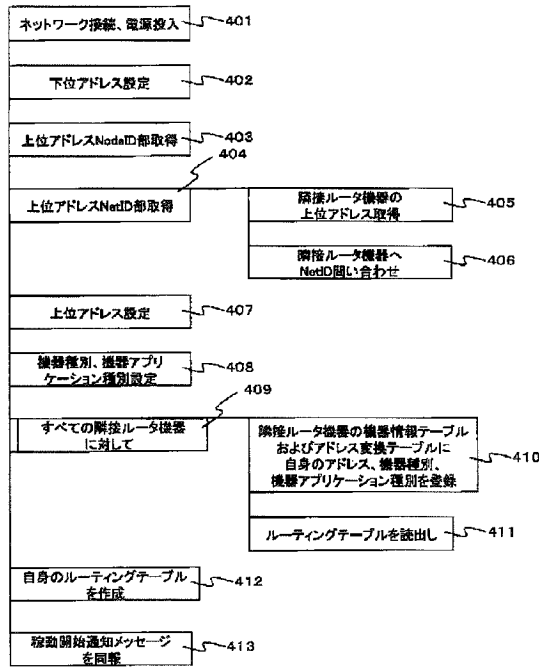 ネットワーク接続、電源投入
401
下位アドレス設定
402
上位アドレスNodeID部取得
403
404
上位アドレスNetID部取得
隣接ルータ機器の
上位アドレス取得
405
隣接ルータ機器へ
NetID問い合わせ
406
上位アドレス設定
407
機器種別、機器アプリ
ケーション種別設定
408
409
すべての隣接ルータ機器
に対して
隣接ルータ機器の機器情報テーブル
およびアドレス変換テーブルに
自身のアドレス、機器種別、
機器アプリケーション種別を登録
410
ルーティングテーブルを読出し
411
自身のルーティングテーブル
を作成
412
稼動開始通知メッセージ
を同報
413